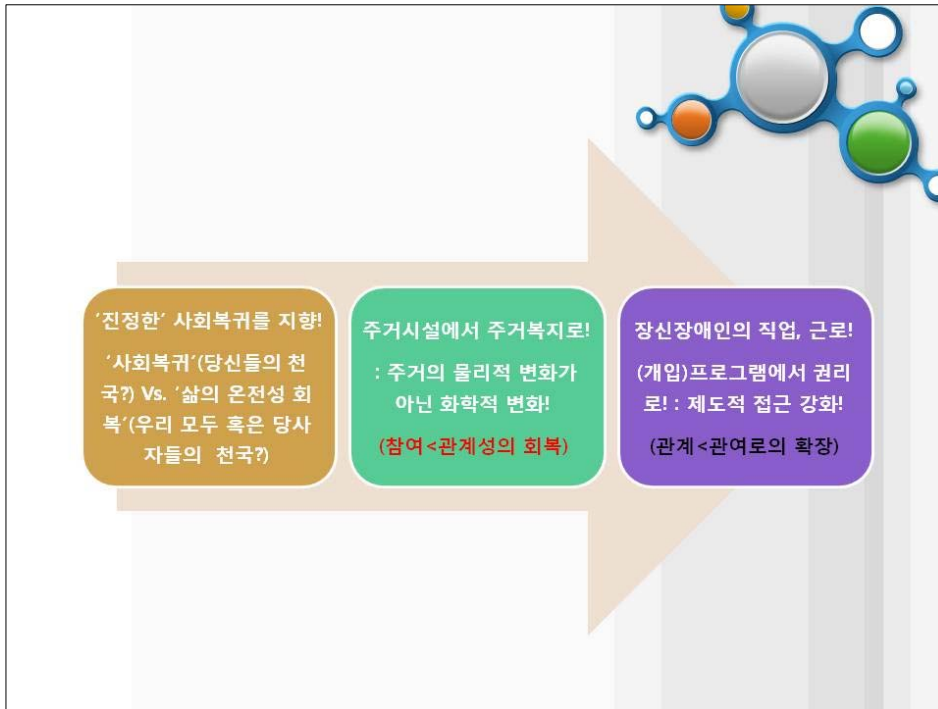 ‘진정한’ 사회복귀를 지향!
‘사회복귀’(당신들의 천
국?) Vs. ‘삶의 온전성 회
복’(우리 모두 혹은 당사
자들의 천국?)
주거시설에서 주거복지로!
: 주거의 물리적 변화가
아닌 화학적 변화!
(참여<관계성의 회복)
장신장애인의 직업, 근로!
(개입)프로그램에서 권리
로! : 제도적 접근 강화!
(관계<관여로의 확장)